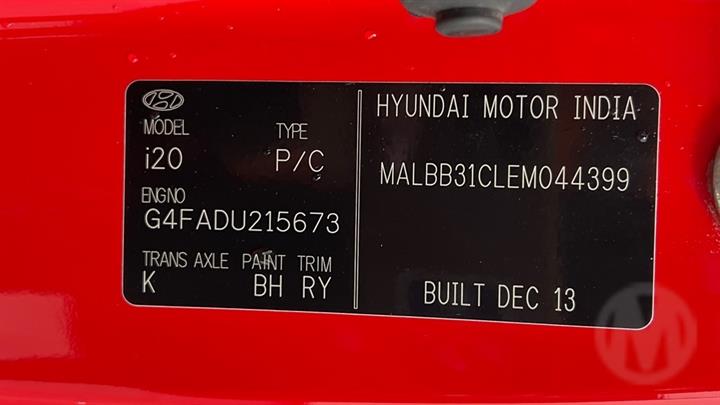 MODEL TYPE
i20 P/C
ENGNO
G4FADU215673
TRANS AXLE PAINT TRIM
K BH RY
HYUNDAI MOTOR INDIA
MALBB31CLEM044399
BUILT DEC 13
M